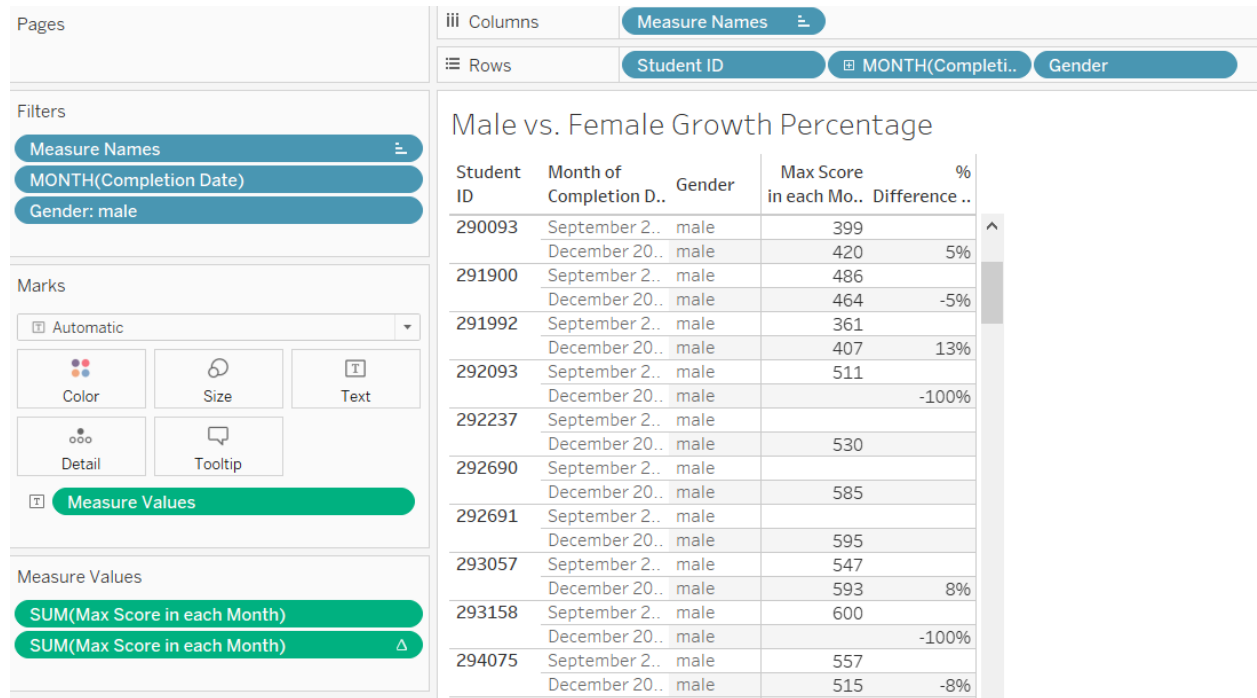 Pages
iii Columns
Measure Names
Rows
Student ID
MONTH(Completi..
Gender
Filters
Measure Names
MONTH(Completion Date)
Gender: male
Marks
T Automatic
Color
Size
T
Text
Detail
Tooltip
T Measure Values
Measure Values
SUM(Max Score in each Month)
SUM(Max Score in each Month) Δ
Male vs. Female Growth Percentage
Student ID Month of Completion D.. Gender Max Score in each Mo.. % Difference ..
290093 September 2.. male 399
December 20.. male 420 5%
291900 September 2.. male 486
December 20.. male 464 -5%
291992 September 2.. male 361
December 20.. male 407 13%
292093 September 2.. male 511
December 20.. male -100%
292237 September 2.. male
December 20.. male 530
292690 September 2.. male
December 20.. male 585
292691 September 2.. male
December 20.. male 595
293057 September 2.. male 547
December 20.. male 593 8%
293158 September 2.. male 600
December 20.. male -100%
294075 September 2.. male 557
December 20.. male 515 -8%